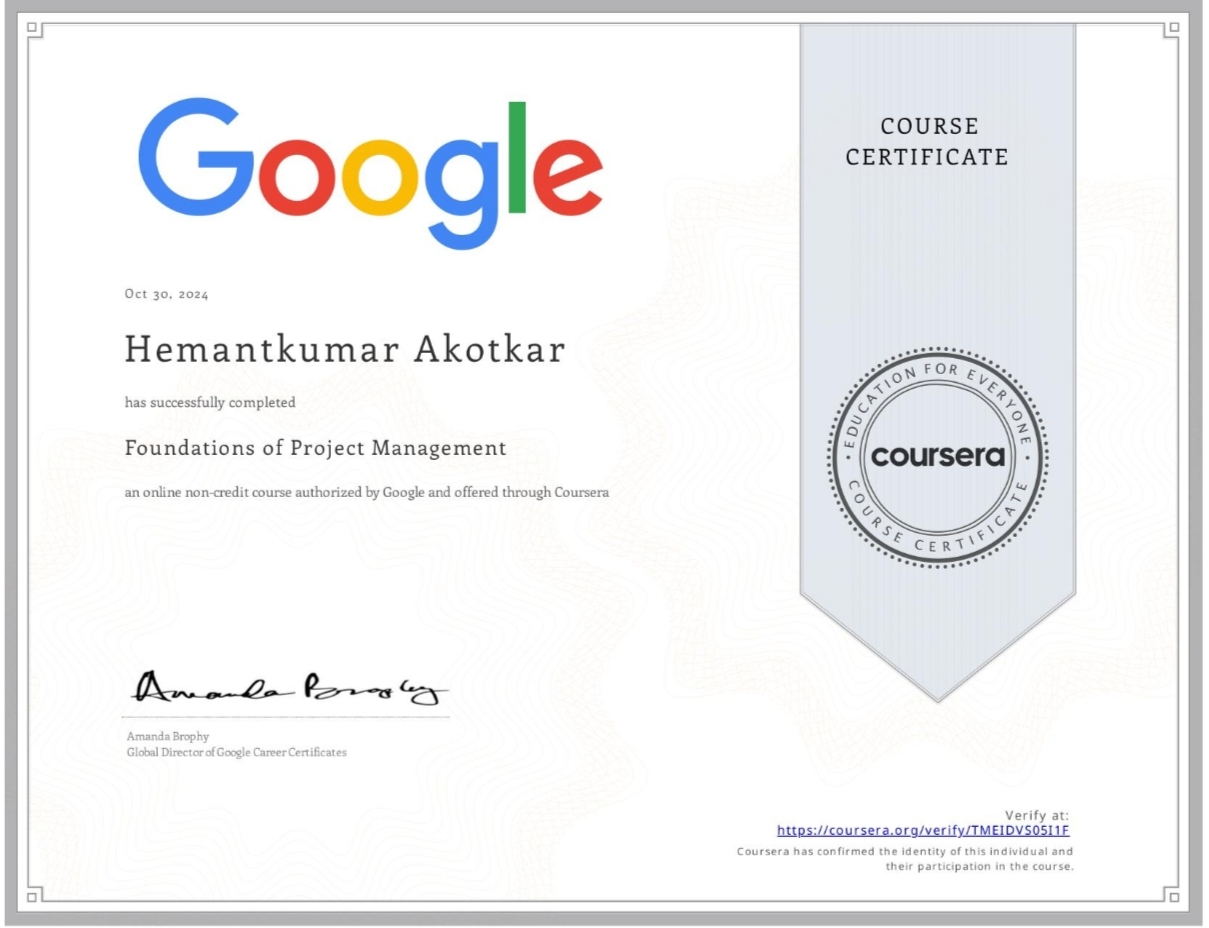 Google
COURSE
CERTIFICATE
Oct 30, 2024
Hemantkumar Akotkar
has successfully completed
Foundations of Project Management
an online non-credit course authorized by Google and offered through Coursera
EDUCATION FOR EVERYONE
coursera
COURSE CERTIFICATE
Amanda Brophy
Amanda Brophy
Global Director of Google Career Certificates
Verify at:
https://coursera.org/verify/TMEIDVS05I1F
Coursera has confirmed the identity of this individual and
their participation in the course.